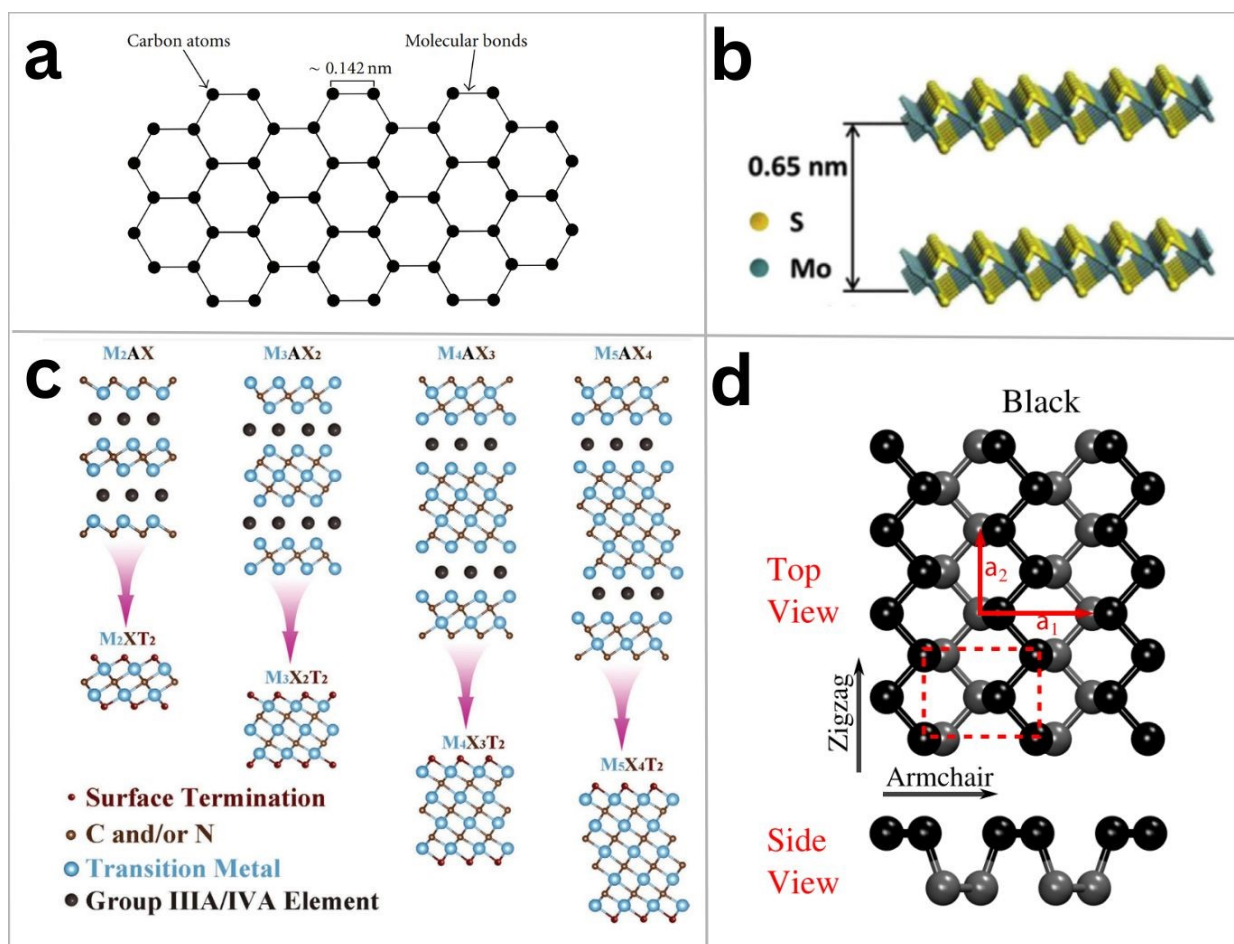 a
Carbon atoms
Molecular bonds
~ 0.142 nm
b
0.65 nm
S
Mo
c
M₂AX
M₃AX₂
M₄AX₃
M₅AX₄
M₂XT₂
M₃X₂T₂
M₄X₃T₂
M₅X₄T₂
Surface Termination
C and/or N
Transition Metal
Group IIIA/IVA Element
d
Black
Top
View
a₂
a₁
Zigzag
Armchair
Side
View